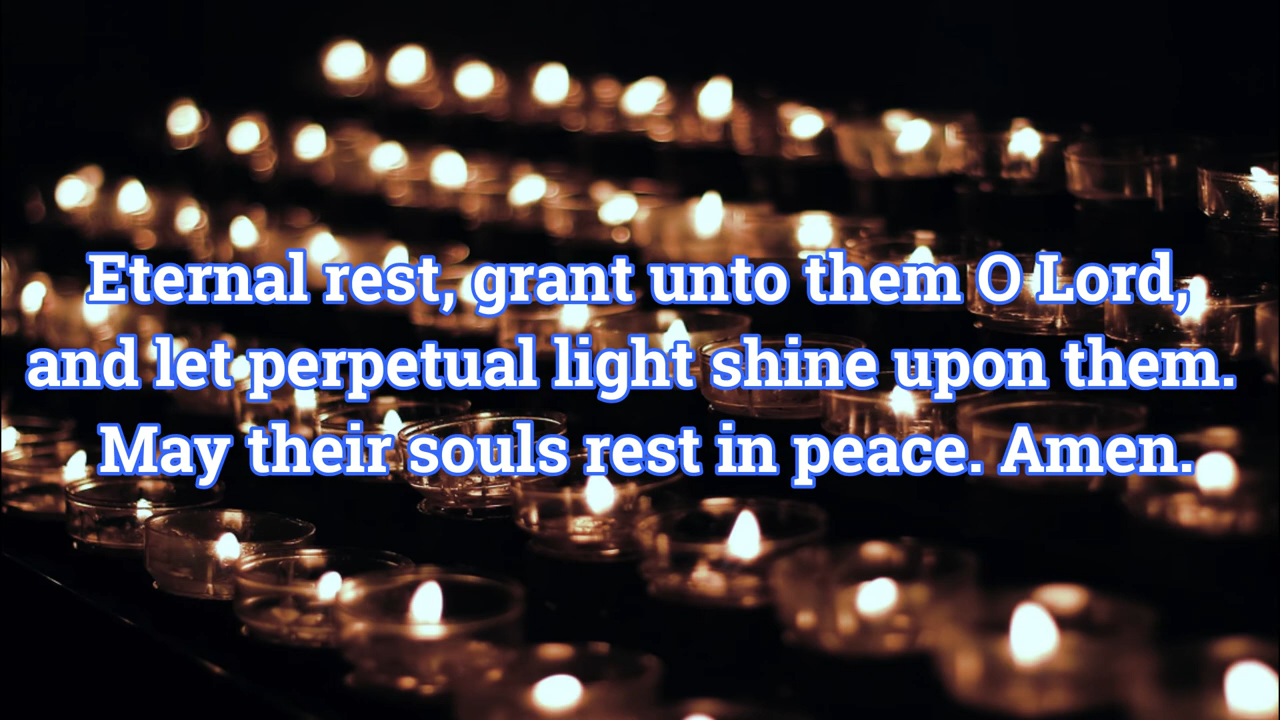 Eternal rest, grant unto them O Lord,
and let perpetual light shine upon them.
May their souls rest in peace. Amen.